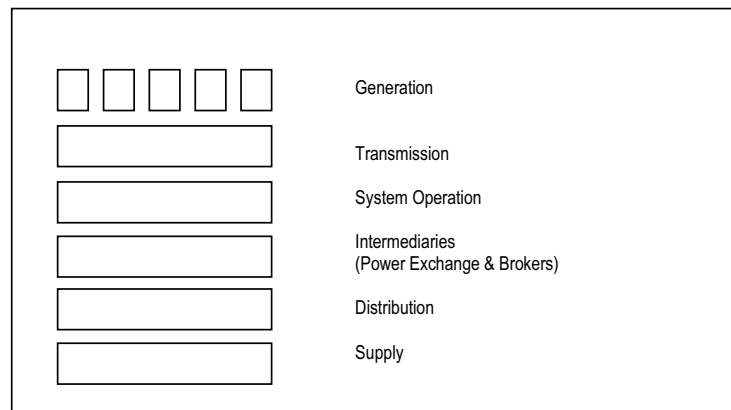 Generation
Transmission
System Operation
Intermediaries
(Power Exchange & Brokers)
Distribution
Supply